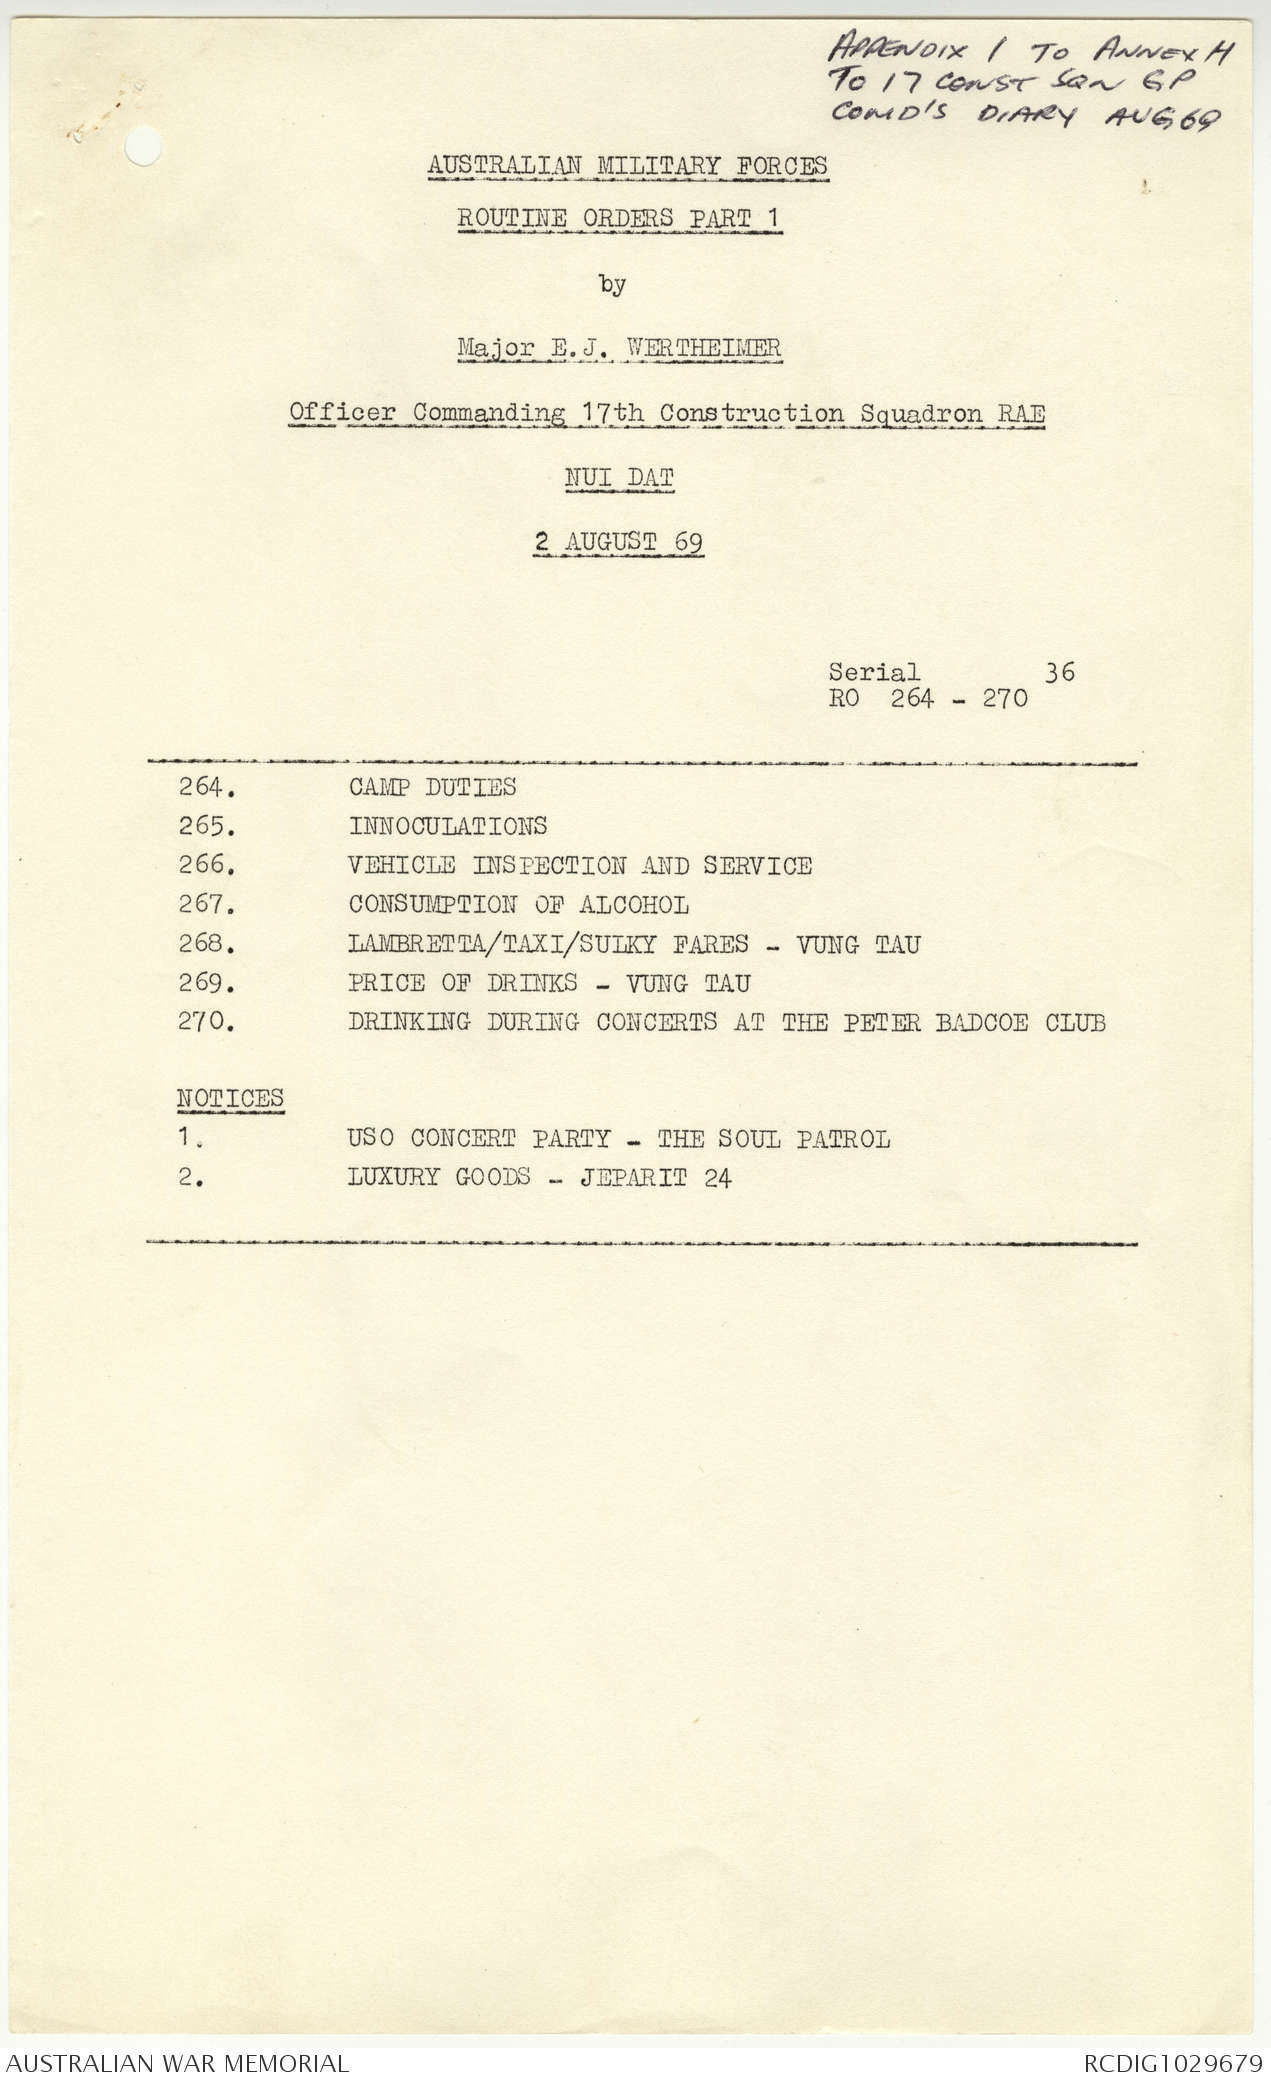 APPENDIX 1 TO ANNEX H
TO 17 CONST SQN GP
COMD'S DIARY AUG 69
AUSTRALIAN MILITARY FORCES
ROUTINE ORDERS PART 1
by
Major E.J. WERTHEIMER
Officer Commanding 17th Construction Squadron RAE
NUI DAT
2 AUGUST 69
Serial 36
RO 264 - 270
264. CAMP DUTIES
265. INNOCULATIONS
266. VEHICLE INSPECTION AND SERVICE
267. CONSUMPTION OF ALCOHOL
268. LAMBRETTA/TAXI/SULKY FARES - VUNG TAU
269. PRICE OF DRINKS - VUNG TAU
270. DRINKING DURING CONCERTS AT THE PETER BADCOE CLUB
NOTICES
1. USO CONCERT PARTY - THE SOUL PATROL
2. LUXURY GOODS - JEPARIT 24
AUSTRALIAN WAR MEMORIAL
RCDIG1029679